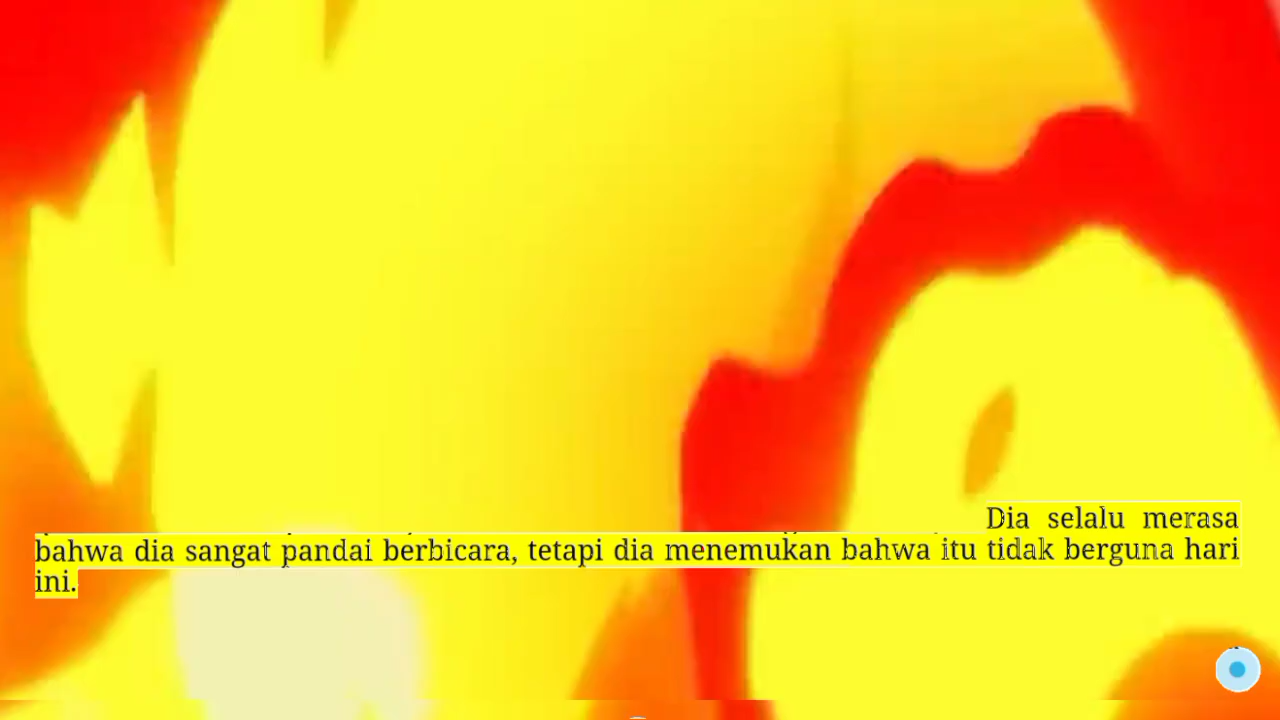 Dia selalu merasa
bahwa dia sangat pandai berbicara, tetapi dia menemukan bahwa itu tidak berguna hari
ini.